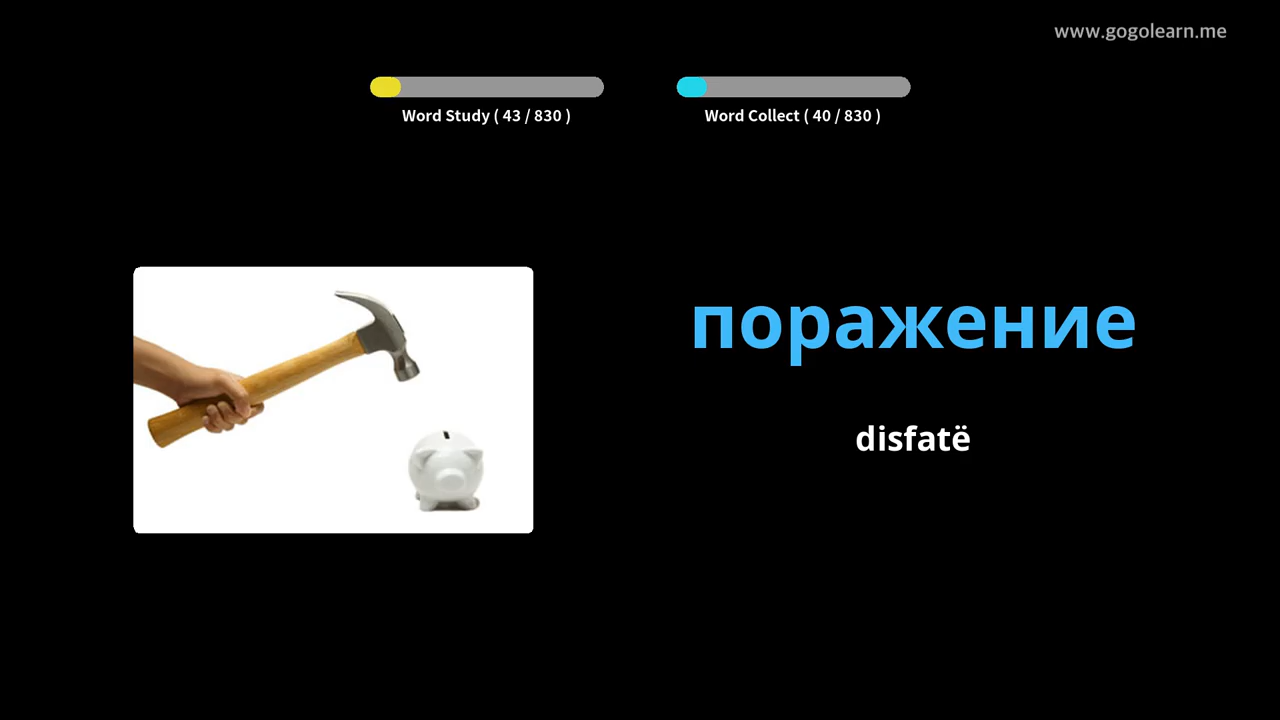 www.gogolearn.me
Word Study ( 43 / 830 )
Word Collect ( 40 / 830 )
поражение
disfatë